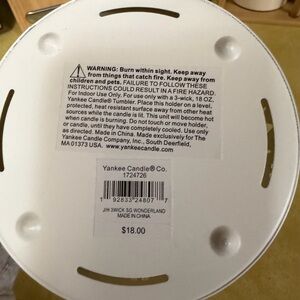 WARNING: Burn within sight. Keep away
from things that catch fire. Keep away from
children and pets. FAILURE TO FOLLOW THESE
INSTRUCTIONS COULD RESULT IN A FIRE HAZARD.
For Indoor Use Only. For use only with a 3-wick, 18 OZ.
Yankee Candle® Tumbler. Place this holder on a level,
protected, heat resistant surface away from other heat
sources while the candle is lit. This unit will become hot
when candle is burning. Do not touch or move holder,
or candle, until they have completely cooled. Use only
as directed. Made in China. Made exclusively for The
Yankee Candle Company, Inc., South Deerfield,
MA 01373 USA.
www.yankeecandle.com
Yankee Candle® Co.
1724726
1 92833 24807 7
J/H 3WICK SG WONDERLAND
MADE IN CHINA
$18.00